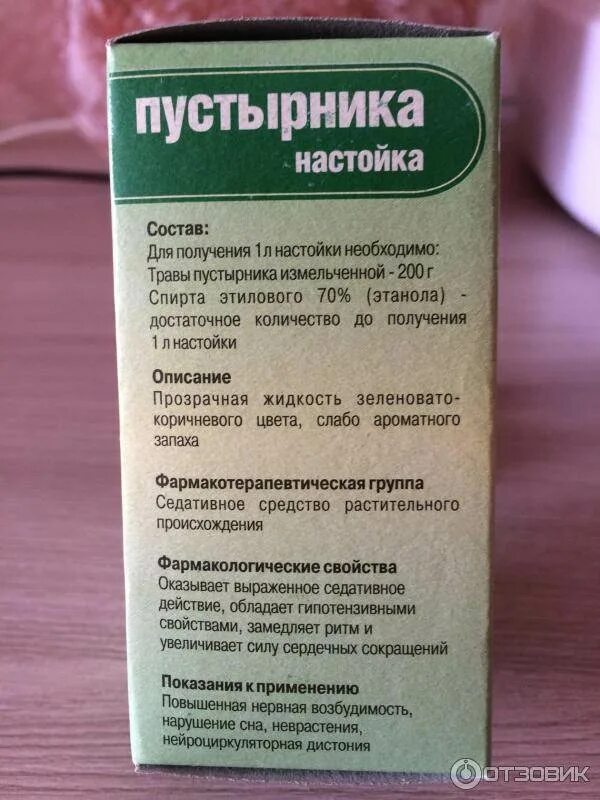 ПУСТЫРНИКА
НАСТОЙКА
Состав:
Для получения 1л настойки необходимо:
Травы пустырника измельченной - 200 г
Спирта этилового 70% (этанола) -
достаточное количество до получения
1 л настойки
Описание
Прозрачная жидкость зеленовато-
коричневого цвета, слабо ароматного
запаха
Фармакотерапевтическая группа
Седативное средство растительного
происхождения
Фармакологические свойства
Оказывает выраженное седативное
действие, обладает гипотензивными
свойствами, замедляет ритм и
увеличивает силу сердечных сокращений
Показания к применению
Повышенная нервная возбудимость,
нарушение сна, неврастения,
нейроциркуляторная дистония
ОТЗОВИК